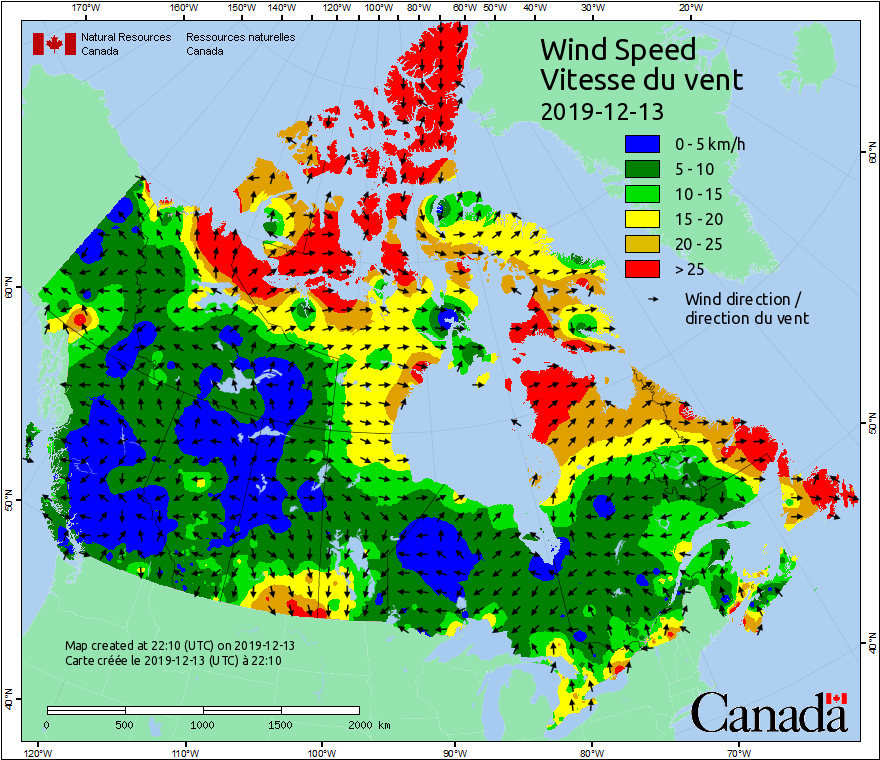 170°W 160°W 150°W 140°W 120°W 100°W 80°W 60°W 50°W 40°W 30°W 20°W
Natural Resources Canada
Ressources naturelles Canada
Wind Speed
Vitesse du vent
2019-12-13
0 - 5 km/h
5 - 10
10 - 15
15 - 20
20 - 25
> 25
Wind direction /
direction du vent
60°N
50°N
40°N
60°N
50°N
40°N
Map created at 22:10 (UTC) on 2019-12-13
Carte créée le 2019-12-13 (UTC) à 22:10
0 500 1000 1500 2000 km
Canada
120°W 110°W 100°W 90°W 80°W 70°W